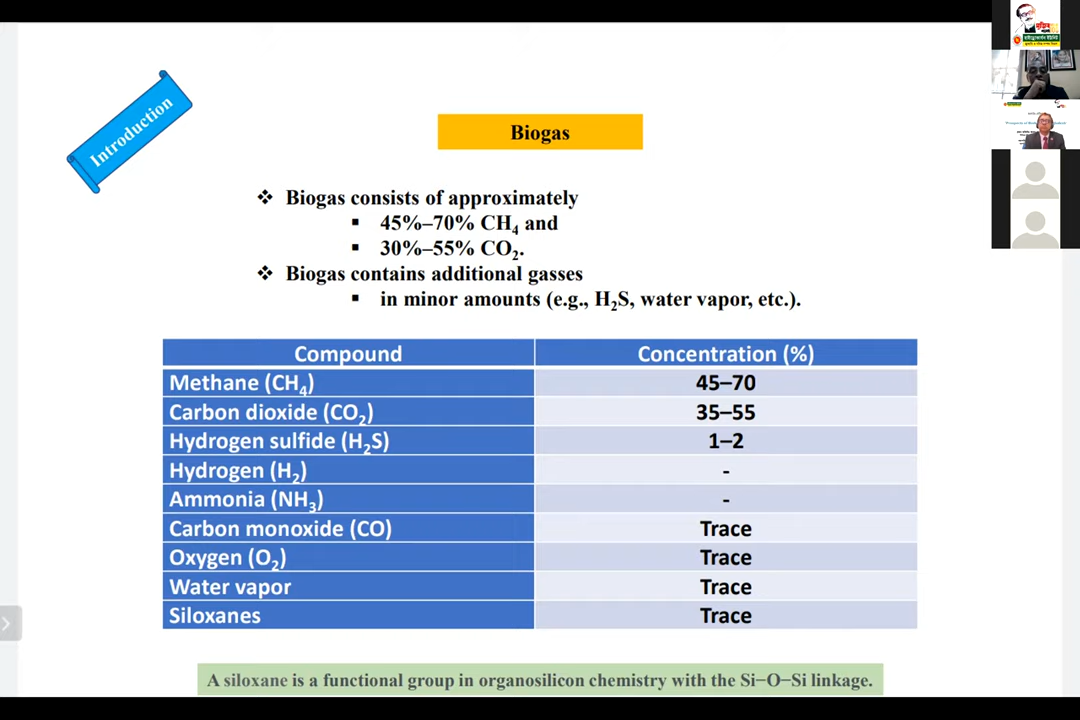 Introduction
Biogas
❖ Biogas consists of approximately
▪ 45%–70% CH₄ and
▪ 30%–55% CO₂.
❖ Biogas contains additional gasses
▪ in minor amounts (e.g., H₂S, water vapor, etc.).
Compound Concentration (%)
Methane (CH₄) 45–70
Carbon dioxide (CO₂) 35–55
Hydrogen sulfide (H₂S) 1–2
Hydrogen (H₂) -
Ammonia (NH₃) -
Carbon monoxide (CO) Trace
Oxygen (O₂) Trace
Water vapor Trace
Siloxanes Trace
A siloxane is a functional group in organosilicon chemistry with the Si−O−Si linkage.